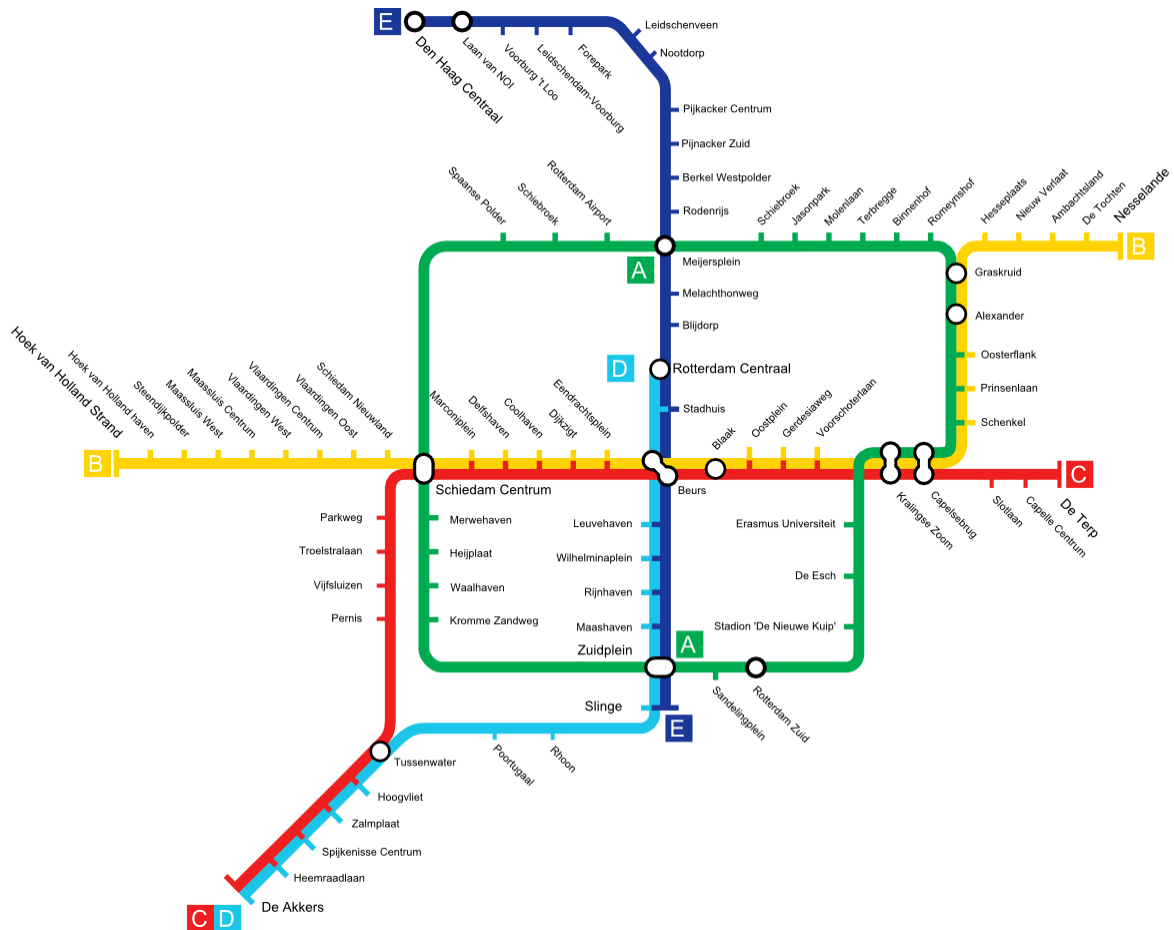 E
Den Haag Centraal
Laan van NOI
Voorburg 't Loo
Leidschendam-Voorburg
Forepark
Leidschenveen
Nootdorp
Pijkacker Centrum
Pijnacker Zuid
Berkel Westpolder
Rodenrijs
Spaanse Polder
Schiebroek
Rotterdam Airport
Schiebroek
Jasonpark
Molenlaan
Terbregge
Binnenhof
Romeynshof
Hesseplaats
Nieuw Verlaat
Ambachtsland
De Tochten
Nesselande
B
A
Meijersplein
Graskruid
Melachthonweg
Alexander
Blijdorp
Oosterflank
D
Rotterdam Centraal
Prinsenlaan
Stadhuis
Schenkel
Hoek van Holland Strand
Hoek van Holland haven
Steendijkpolder
Maassluis West
Maassluis Centrum
Vlaardingen West
Vlaardingen Centrum
Vlaardingen Oost
Schiedam Nieuwland
Marconiplein
Delfshaven
Coolhaven
Dijkzigt
Eendrachtsplein
Blaak
Oostplein
Gerdesiaweg
Voorschoterlaan
B
C
Schiedam Centrum
Beurs
Kralingse Zoom
Capelsebrug
Slotlaan
Capelle Centrum
De Terp
Parkweg
Merwehaven
Leuvehaven
Erasmus Universiteit
Troelstralaan
Heijplaat
Wilhelminaplein
De Esch
Vijfsluizen
Waalhaven
Rijnhaven
Pernis
Kromme Zandweg
Maashaven
Stadion 'De Nieuwe Kuip'
Zuidplein
A
Slinge
E
Sandelingplein
Rotterdam Zuid
Tussenwater
Poortugaal
Rhoon
Hoogvliet
Zalmplaat
Spijkenisse Centrum
Heemraadlaan
De Akkers
C D